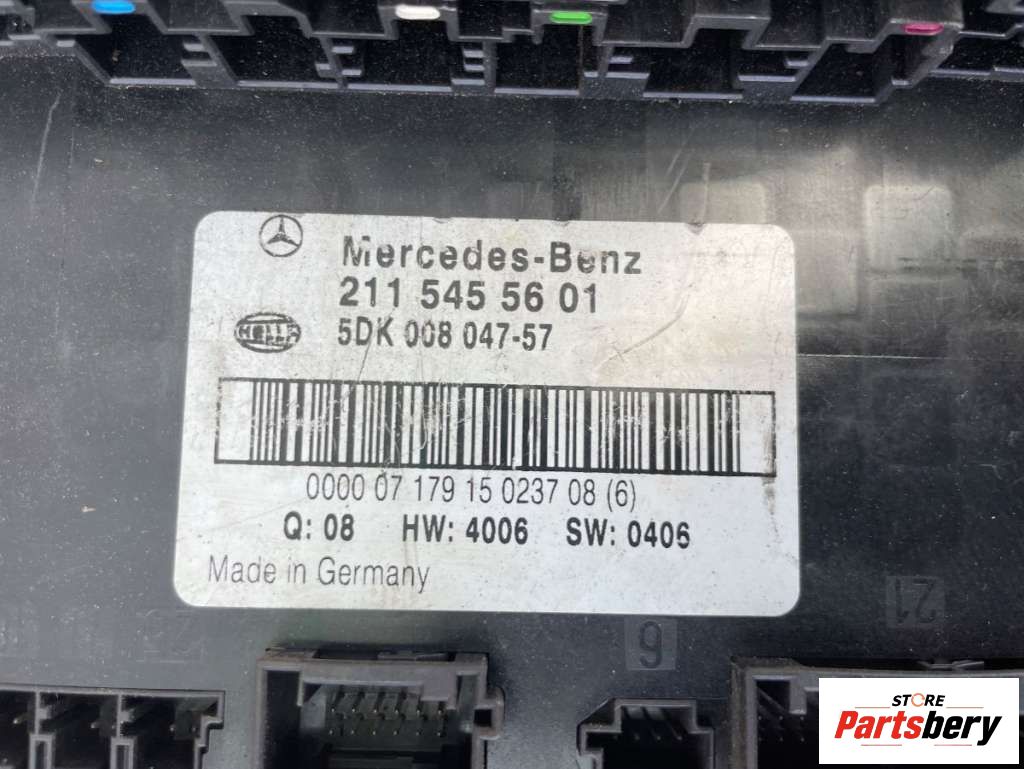 Mercedes-Benz
211 545 56 01
HELLA
5DK 008 047-57
0000 07 179 15 0237 08 (6)
Q: 08 HW: 4006 SW: 0406
Made in Germany
21
6
STORE
Partsbery